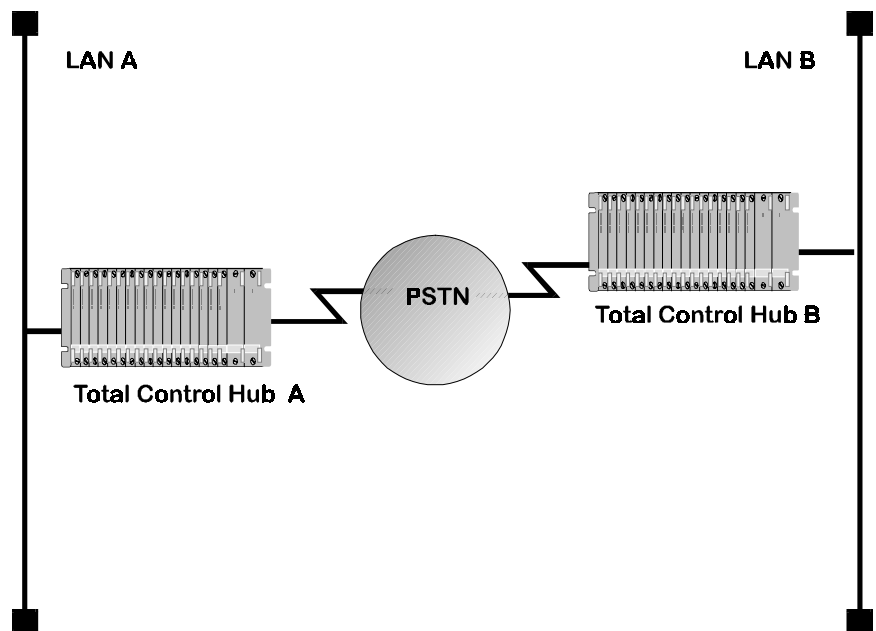 LAN A
LAN B
PSTN
Total Control Hub B
Total Control Hub A